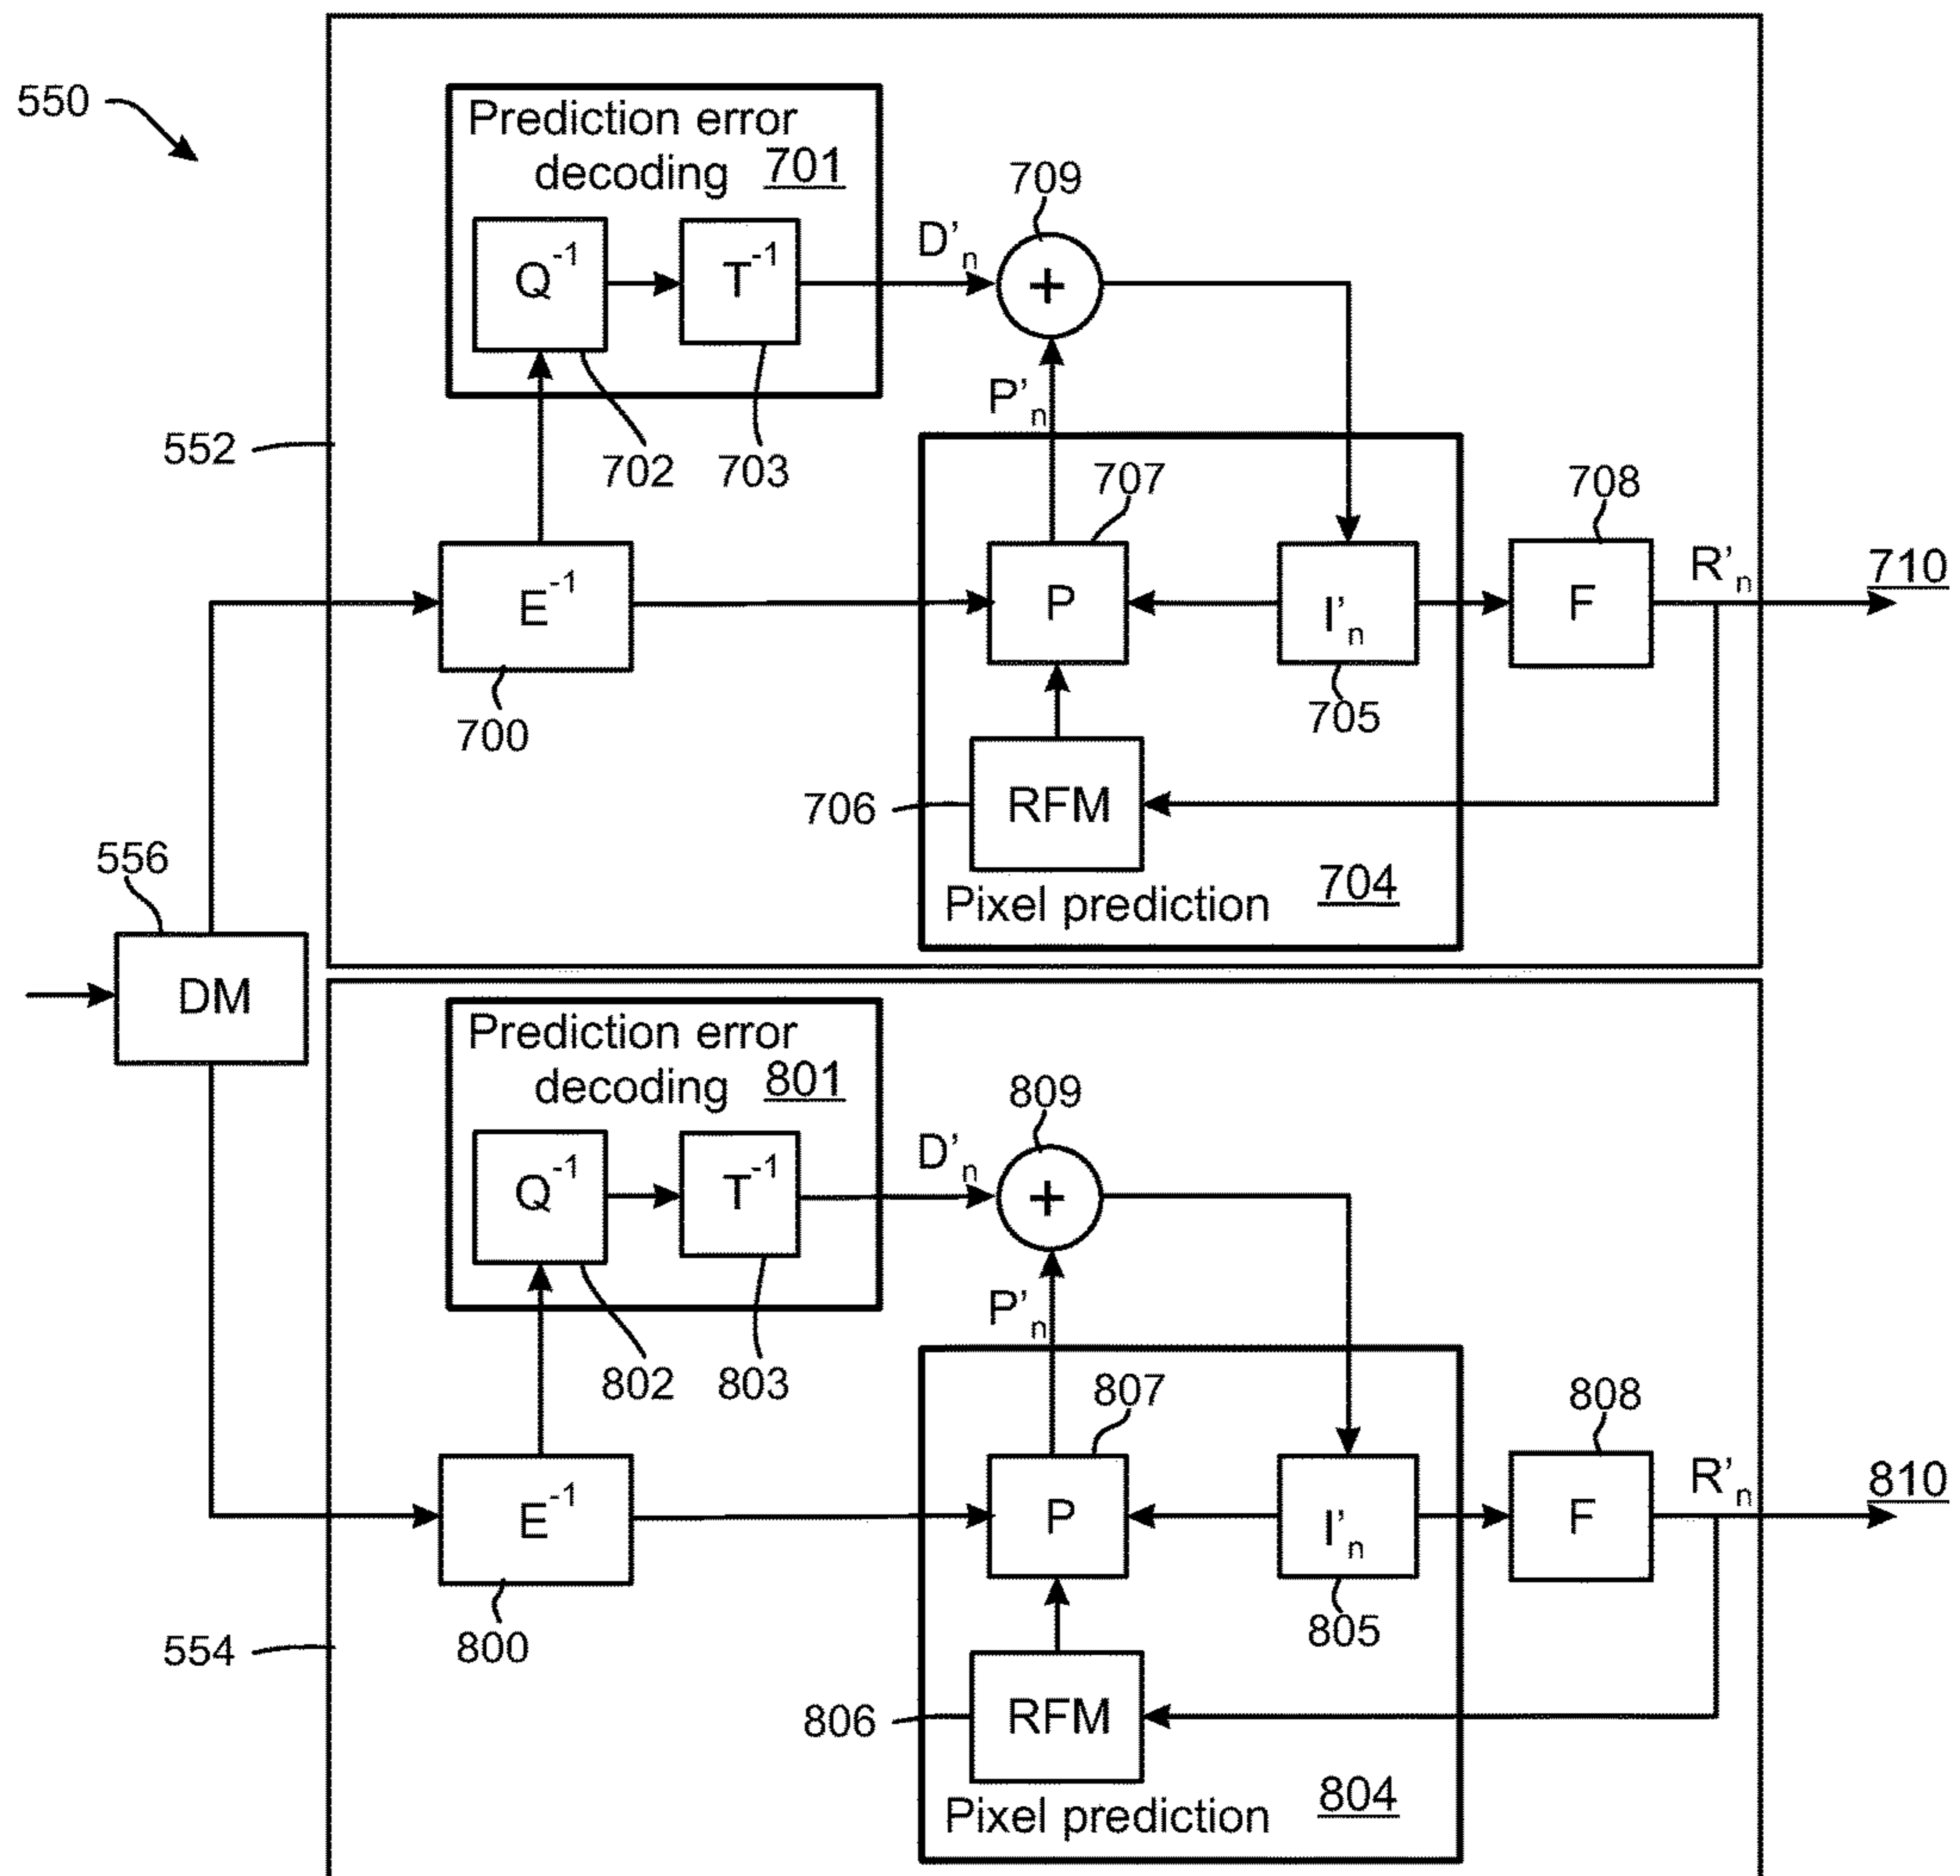 550
Prediction error
decoding 701
Q-1
T-1
D'n
709
+
P'n
552
702
703
707
708
E-1
P
I'n
F
R'n
710
700
705
706
RFM
Pixel prediction
704
556
DM
Prediction error
decoding 801
Q-1
T-1
D'n
809
+
P'n
802
803
807
808
E-1
P
I'n
F
R'n
810
800
805
554
806
RFM
Pixel prediction
804